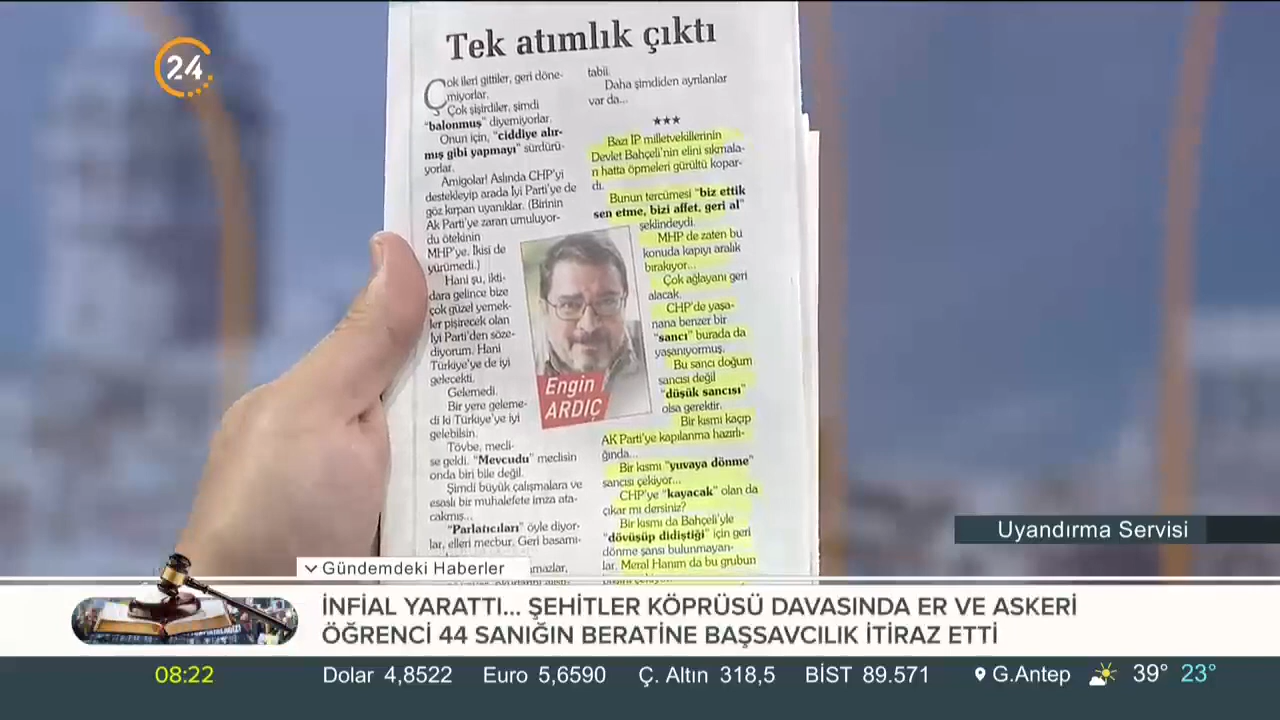 24
Tek atımlık çıktı
Çok ileri gittiler, geri döne-
miyorlar.
Çok şişirdiler, şimdi
"balonmuş" diyemiyorlar.
Onun için, "ciddiye alır-
mış gibi yapmayı" sürdürü-
yorlar.
Amigolar! Aslında CHP'yi
destekleyip arada İyi Parti'ye de
göz kırpan uyanıklar. (Birinin
Ak Parti'ye zararı umuluyor-
du ötekinin
MHP'ye. İkisi de
yürümedi.)
Hani şu, ikti-
dara gelince bize
çok güzel yemek-
ler pişirecek olan
İyi Parti'den söze-
diyorum. Hani
Türkiye'ye de iyi
gelecekti.
Gelemedi.
Bir yere geleme-
di ki Türkiye'ye iyi
gelebilsin.
Tövbe, mecli-
se geldi. "Mevcudu" meclisin
onda biri bile değil.
Şimdi büyük çalışmalara ve
esaslı bir muhalefete imza ata-
cakmış...
"Parlatıcıları" öyle diyor-
lar, elleri mecbur. Geri basamı-
tabii.
Daha şimdiden ayrılanlar
var da...
★★★
Bazı İP milletvekillerinin
Devlet Bahçeli'nin elini sıkmala-
rı hatta öpmeleri gürültü kopar-
dı.
Bunun tercümesi "biz ettik
sen etme, bizi affet, geri al"
şeklindeydi.
MHP de zaten bu
konuda kapıyı aralık
bırakıyor...
Çok ağlayanı geri
alacak.
CHP'de yaşa-
nana benzer bir
"sancı" burada da
yaşanıyormuş.
Bu sancı doğum
sancısı değil
"düşük sancısı"
olsa gerektir.
Bir kısmı kaçıp
AK Parti'ye kapılanma hazırlı-
ğında...
Bir kısmı "yuvaya dönme"
sancısı çekiyor...
CHP'ye "kayacak" olan da
çıkar mı dersiniz?
Bir kısmı da Bahçeli'yle
"dövüşüp didiştiği" için geri
dönme şansı bulunmayan-
lar. Meral Hanım da bu grubun
Engin
ARDIÇ
Uyandırma Servisi
Gündemdeki Haberler
İNFİAL YARATTI... ŞEHİTLER KÖPRÜSÜ DAVASINDA ER VE ASKERİ
ÖĞRENCİ 44 SANIĞIN BERATİNE BAŞSAVCILIK İTİRAZ ETTİ
08:22 Dolar 4,8522 Euro 5,6590 Ç. Altın 318,5 BİST 89.571 G.Antep 39° 23°